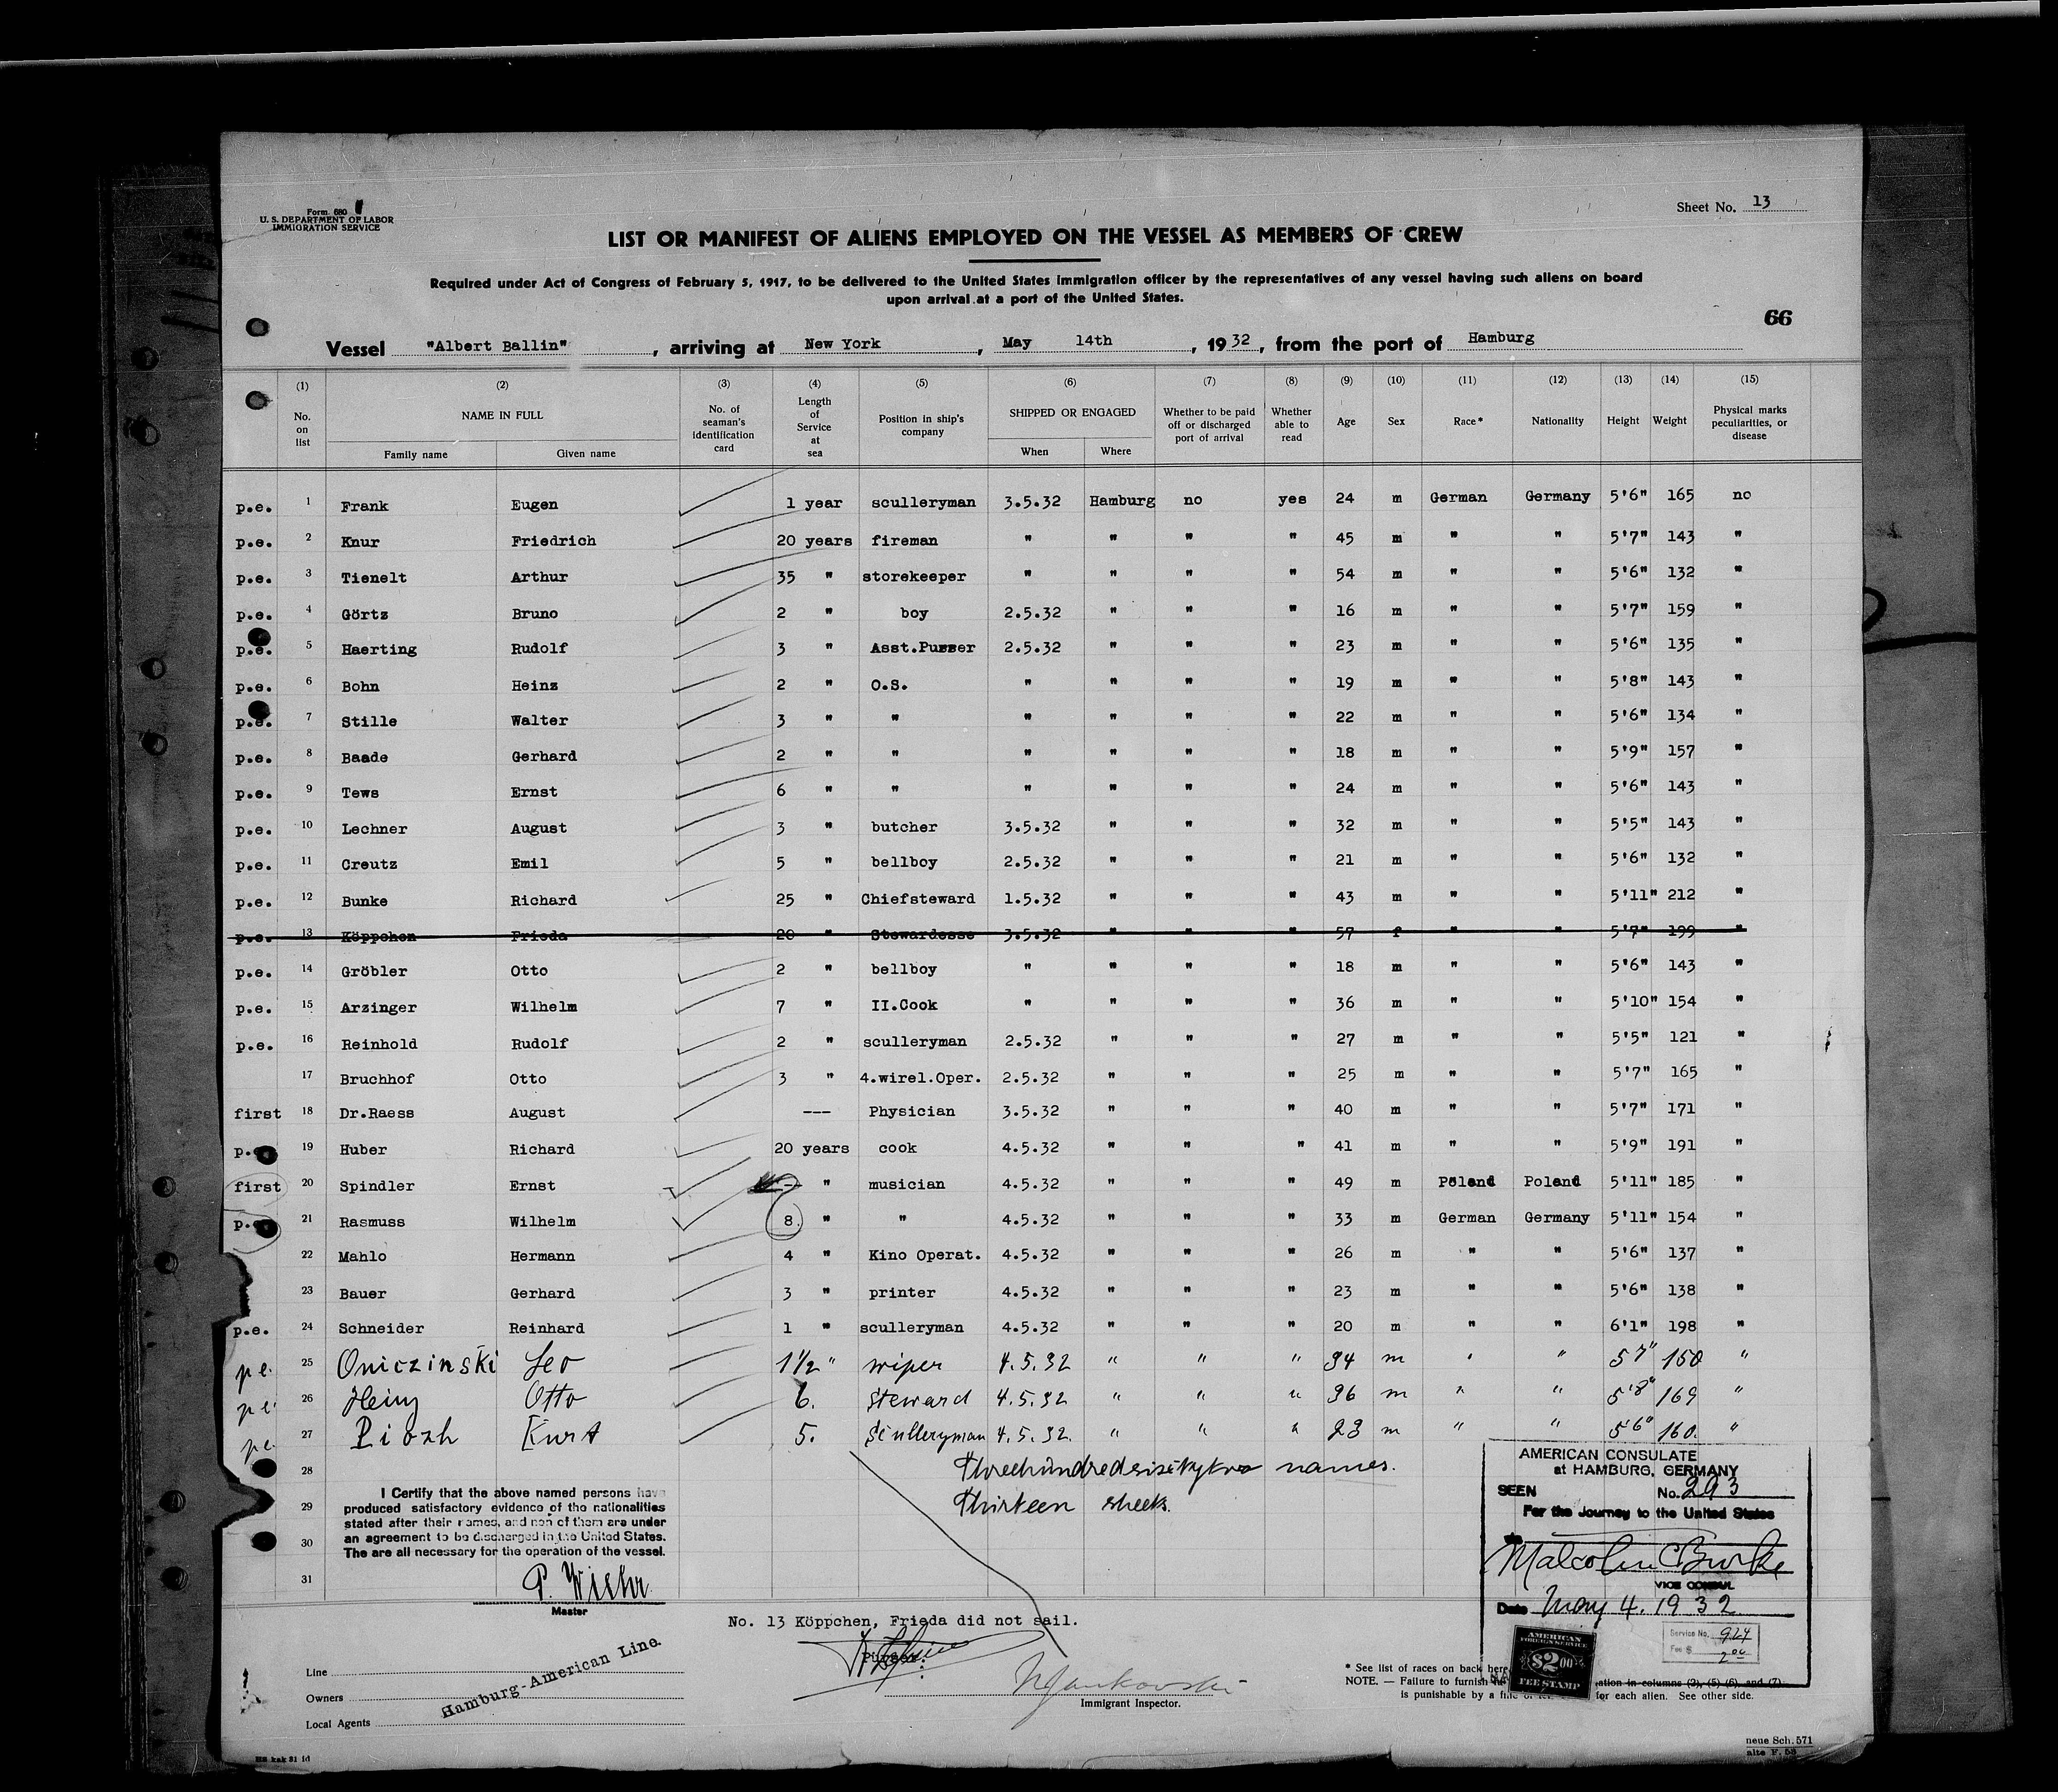 Form 680
U. S. DEPARTMENT OF LABOR
IMMIGRATION SERVICE
Sheet No. 13
LIST OR MANIFEST OF ALIENS EMPLOYED ON THE VESSEL AS MEMBERS OF CREW
Required under Act of Congress of February 5, 1917, to be delivered to the United States immigration officer by the representatives of any vessel having such aliens on board
upon arrival at a port of the United States.
66
Vessel "Albert Ballin", arriving at New York, May 14th, 1932, from the port of Hamburg
(1) (2) (3) (4) (5) (6) (7) (8) (9) (10) (11) (12) (13) (14) (15)
No. on list NAME IN FULL Family name Given name No. of seaman's identification card Length of Service at sea Position in ship's company SHIPPED OR ENGAGED When Where Whether to be paid off or discharged port of arrival Whether able to read Age Sex Race* Nationality Height Weight Physical marks peculiarities, or disease
p.e. 1 Frank Eugen 1 year sculleryman 3.5.32 Hamburg no yes 24 m German Germany 5'6" 165 no
p.e. 2 Knur Friedrich 20 years fireman " " " " 45 m " " 5'7" 143 "
p.e. 3 Tienelt Arthur 35 " storekeeper " " " " 54 m " " 5'6" 132 "
p.e. 4 Görtz Bruno 2 " boy 2.5.32 " " " 16 m " " 5'7" 159 "
p.e. 5 Haerting Rudolf 3 " Asst.Purser 2.5.32 " " " 23 m " " 5'6" 135 "
p.e. 6 Bohn Heinz 2 " O.S. " " " " 19 m " " 5'8" 143 "
p.e. 7 Stille Walter 3 " " " " " " 22 m " " 5'6" 134 "
p.e. 8 Baade Gerhard 2 " " " " " " 18 m " " 5'9" 157 "
p.e. 9 Tews Ernst 6 " " " " " " 24 m " " 5'6" 143 "
p.e. 10 Lechner August 3 " butcher 3.5.32 " " " 32 m " " 5'5" 143 "
p.e. 11 Creutz Emil 5 " bellboy 2.5.32 " " " 21 m " " 5'6" 132 "
p.e. 12 Bunke Richard 25 " Chiefsteward 1.5.32 " " " 43 m " " 5'11" 212 "
p.e. 13 Köppchen Frieda 20 " Stewardesse 3.5.32 " " " 57 f " " 5'7" 199 "
p.e. 14 Gröbler Otto 2 " bellboy " " " " 18 m " " 5'6" 143 "
p.e. 15 Arzinger Wilhelm 7 " II.Cook " " " " 36 m " " 5'10" 154 "
p.e. 16 Reinhold Rudolf 2 " sculleryman 2.5.32 " " " 27 m " " 5'5" 121 "
17 Bruchhof Otto 3 " 4.wirel.Oper. 2.5.32 " " " 25 m " " 5'7" 165 "
first 18 Dr.Raess August --- Physician 3.5.32 " " " 40 m " " 5'7" 171 "
p. 19 Huber Richard 20 years cook 4.5.32 " " " 41 m " " 5'9" 191 "
first 20 Spindler Ernst - " musician 4.5.32 " " " 49 m Poland Poland 5'11" 185 "
p. 21 Rasmuss Wilhelm 8. " " 4.5.32 " " " 33 m German Germany 5'11" 154 "
22 Mahlo Hermann 4 " Kino Operat. 4.5.32 " " " 26 m " " 5'6" 137 "
23 Bauer Gerhard 3 " printer 4.5.32 " " " 23 m " " 5'6" 138 "
p.e. 24 Schneider Reinhard 1 " sculleryman 4.5.32 " " " 20 m " " 6'1" 198 "
pe. 25 Oniczinski Leo 1½ " wiper 4.5.32 " " " 34 m " " 5'7" 150 "
pe. 26 Heinz Otto 6. Steward 4.5.32 " " " 36 m " " 5'8" 169 "
pe. 27 Kurt 5. Sculleryman 4.5.32. " " " 23 m " " 5'6" 160. "
28 Threehundredsixtytwo names.
29 Thirteen sheets.
30
31
I Certify that the above named persons have
produced satisfactory evidence of the nationalities
stated after their names, and non of them are under
an agreement to be discharged in the United States.
The are all necessary for the operation of the vessel.
P. Wiehr
Master
AMERICAN CONSULATE
at HAMBURG, GERMANY
SEEN No. 293
For the Journey to the United States
Malcolm C Burke
VICE CONSUL
Date May 4. 1932
Service No. 924
Fee $ 2.00
AMERICAN
FOREIGN SERVICE
$2.00
FEE STAMP
No. 13 Köppchen, Frieda did not sail.
Purser.
Line
Owners
Local Agents
Hamburg-American Line.
Immigrant Inspector.
* See list of races on back here
NOTE. — Failure to furnish ation in columns (3), (5) (6), and (7)
is punishable by a fine for each alien. See other side.
neue Sch. 571
alte F. 53